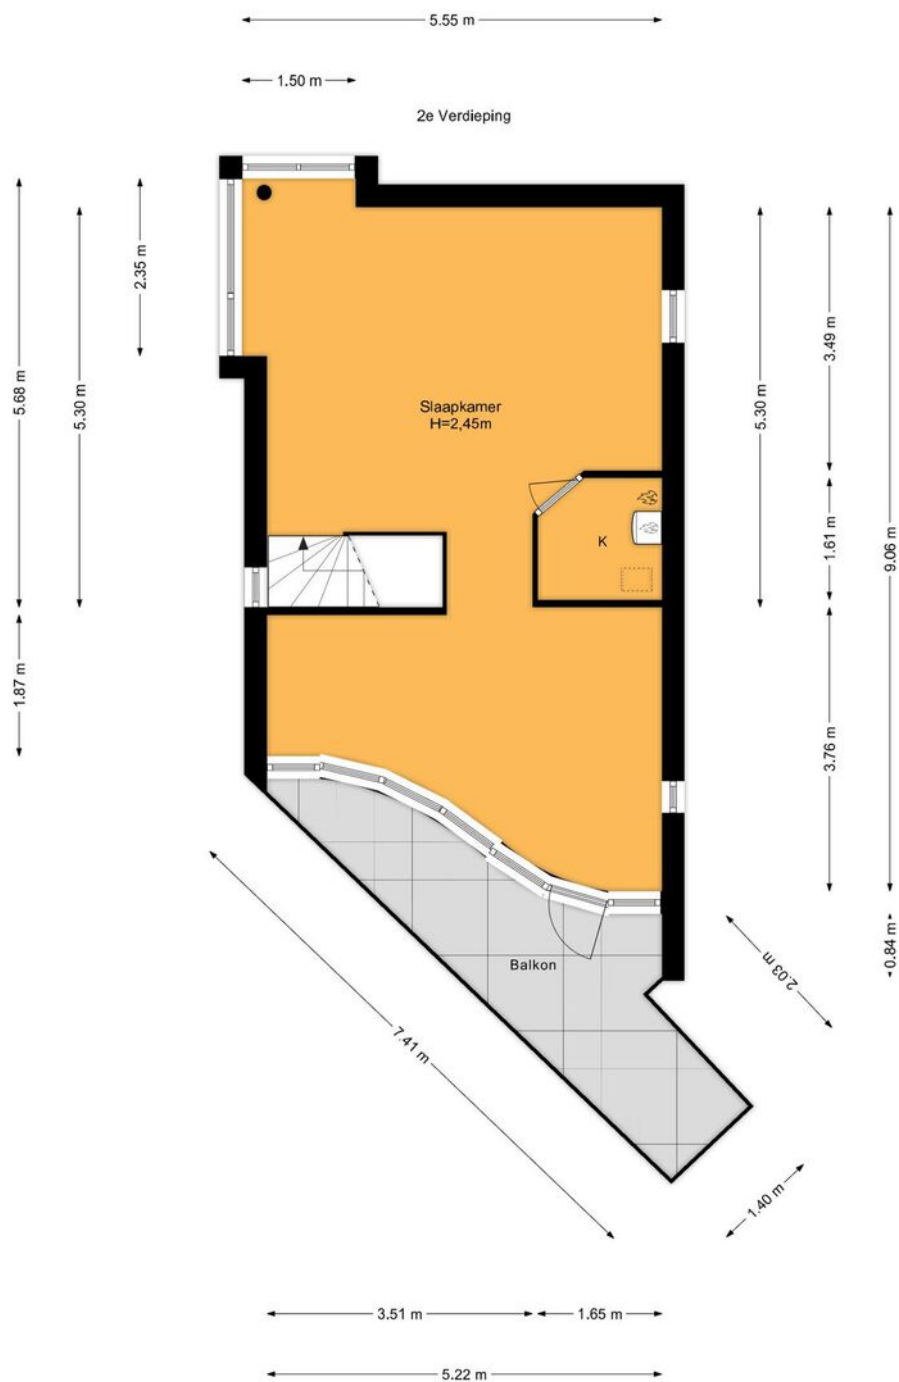 5.55 m
1.50 m
2e Verdieping
5.68 m
5.30 m
2.35 m
1.87 m
Slaapkamer
H=2,45m
K
Balkon
5.30 m
3.49 m
1.61 m
3.76 m
9.06 m
0.84 m
2.03 m
7.41 m
1.40 m
3.51 m
1.65 m
5.22 m